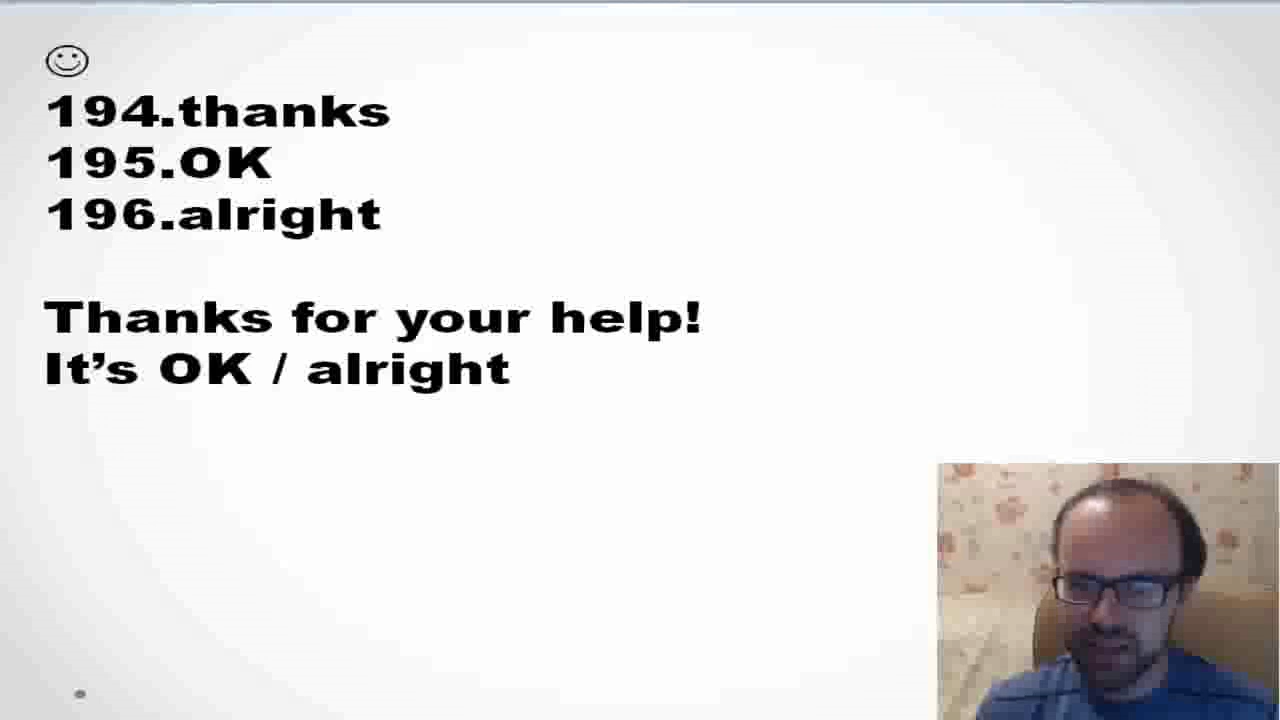 194.thanks
195.OK
196.alright
Thanks for your help!
It’s OK / alright